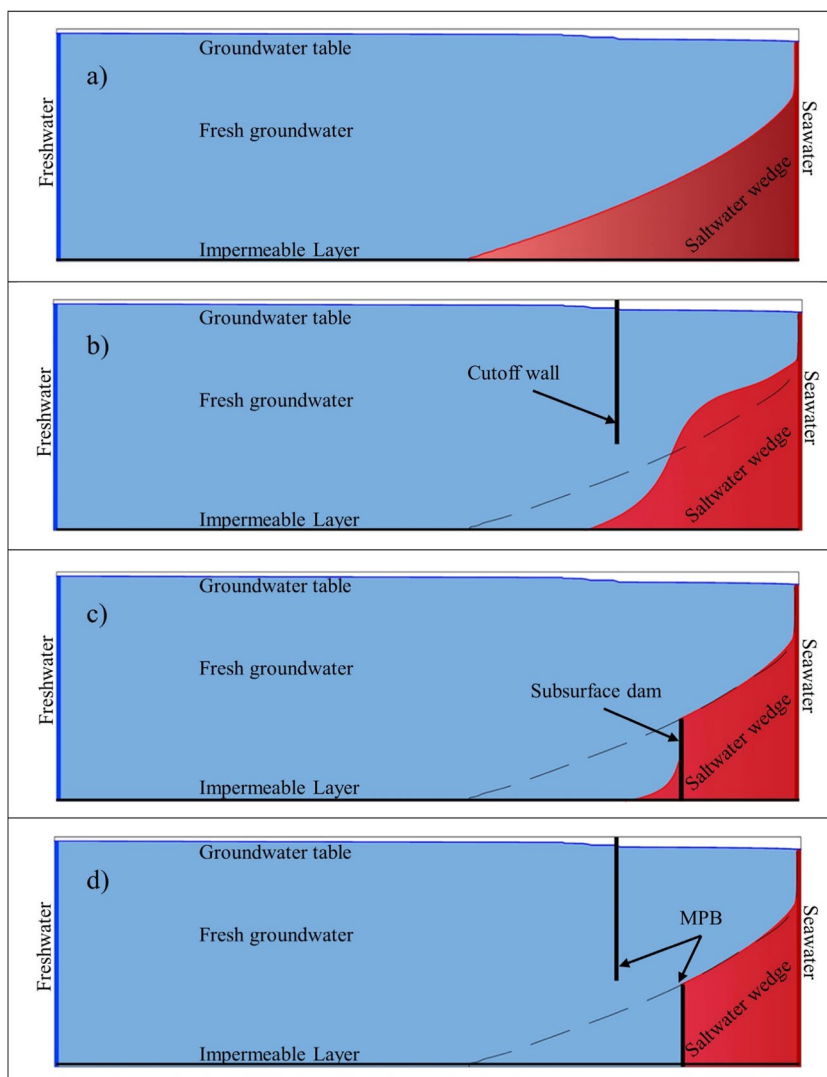 Groundwater table
a)
Freshwater
Fresh groundwater
Seawater
Saltwater wedge
Impermeable Layer
Groundwater table
b)
Freshwater
Cutoff wall
Fresh groundwater
Seawater
Saltwater wedge
Impermeable Layer
Groundwater table
c)
Freshwater
Fresh groundwater
Seawater
Subsurface dam
Saltwater wedge
Impermeable Layer
Groundwater table
d)
Freshwater
MPB
Fresh groundwater
Seawater
Saltwater wedge
Impermeable Layer